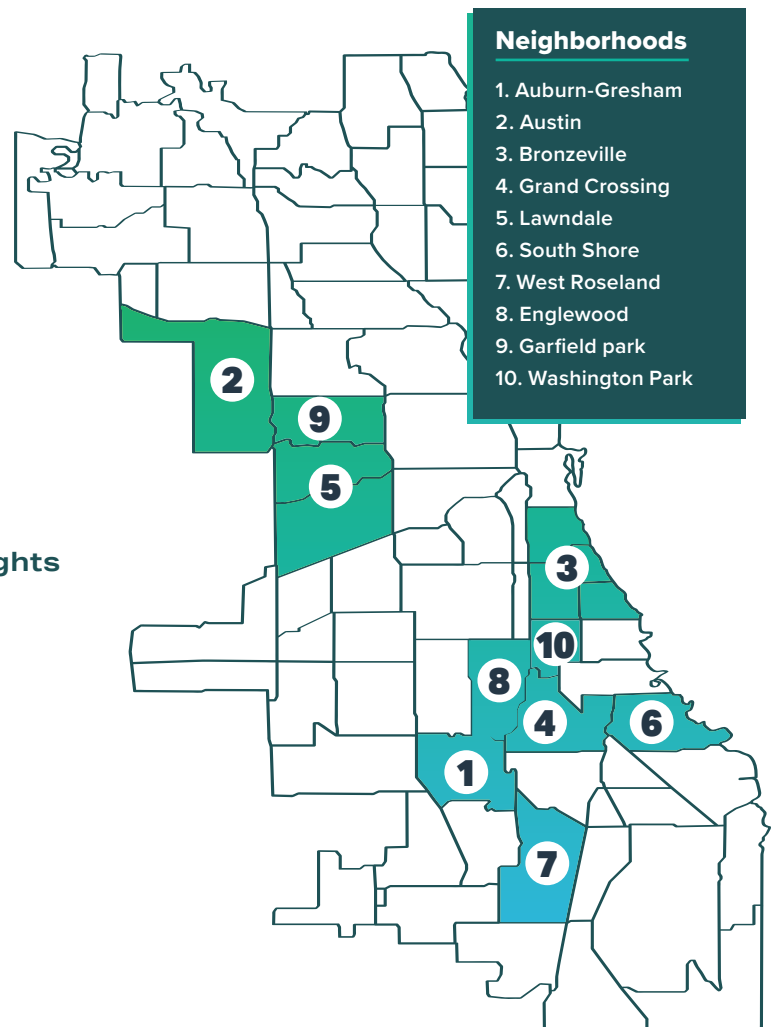 Neighborhoods
1. Auburn-Gresham
2. Austin
3. Bronzeville
4. Grand Crossing
5. Lawndale
6. South Shore
7. West Roseland
8. Englewood
9. Garfield park
10. Washington Park
2
9
5
ghts
3
10
8
4
6
1
7